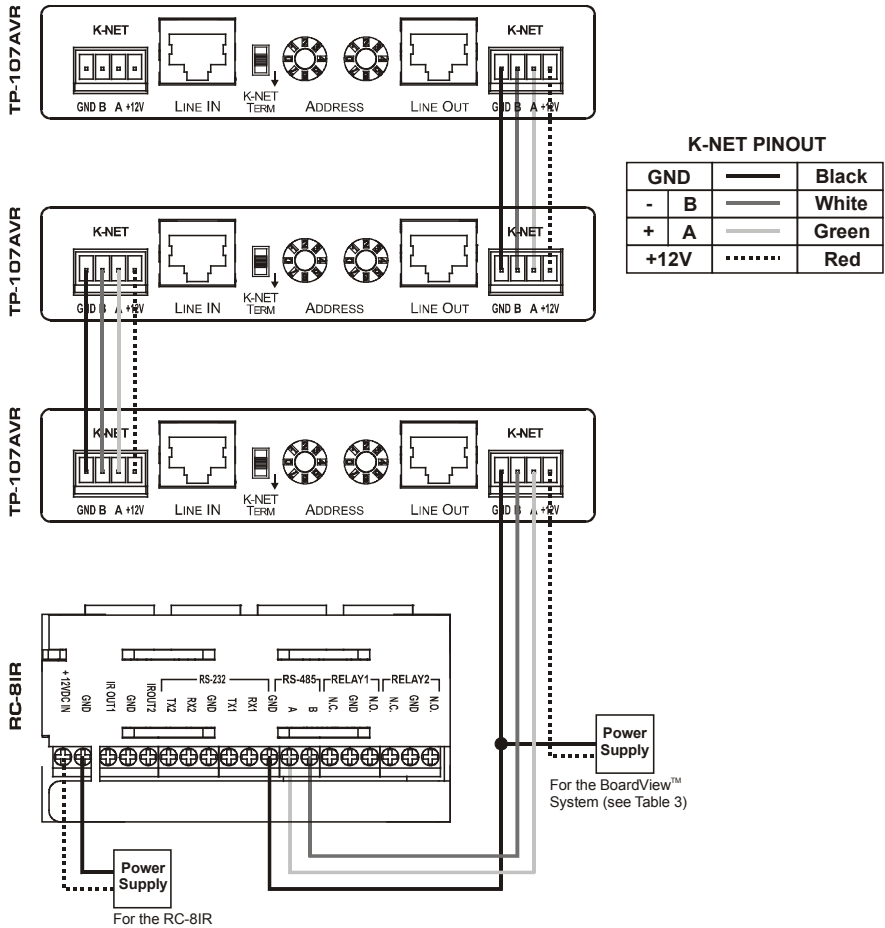 TP-107AVR
K-NET
K-NET
GND B A +12V
LINE IN
K-NET
TERM
ADDRESS
LINE OUT
GND B A +12V
K-NET PINOUT
GND Black
- B White
+ A Green
+12V Red
TP-107AVR
K-NET
K-NET
GND B A +12V
LINE IN
K-NET
TERM
ADDRESS
LINE OUT
GND B A +12V
TP-107AVR
K-NET
K-NET
GND B A +12V
LINE IN
K-NET
TERM
ADDRESS
LINE OUT
GND B A +12V
RC-8IR
RS-232
RS-485
RELAY1
RELAY2
+12VDC IN
GND
IR OUT1
GND
IROUT2
TX2
RX2
GND
TX1
RX1
GND
A
B
N.C.
GND
N.O.
N.C.
GND
N.O.
Power
Supply
For the BoardView™
System (see Table 3)
Power
Supply
For the RC-8IR